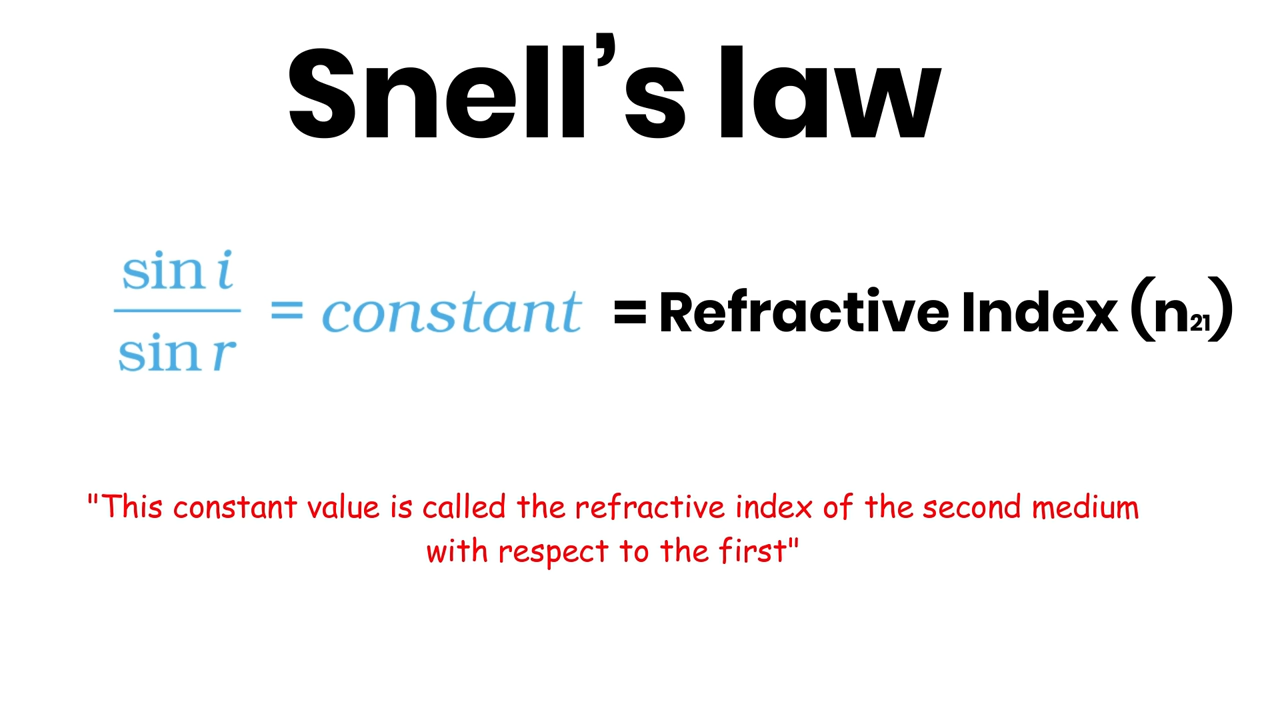 Snell’s law
sin i / sin r = constant = Refractive Index (n₂₁)
"This constant value is called the refractive index of the second medium
with respect to the first"